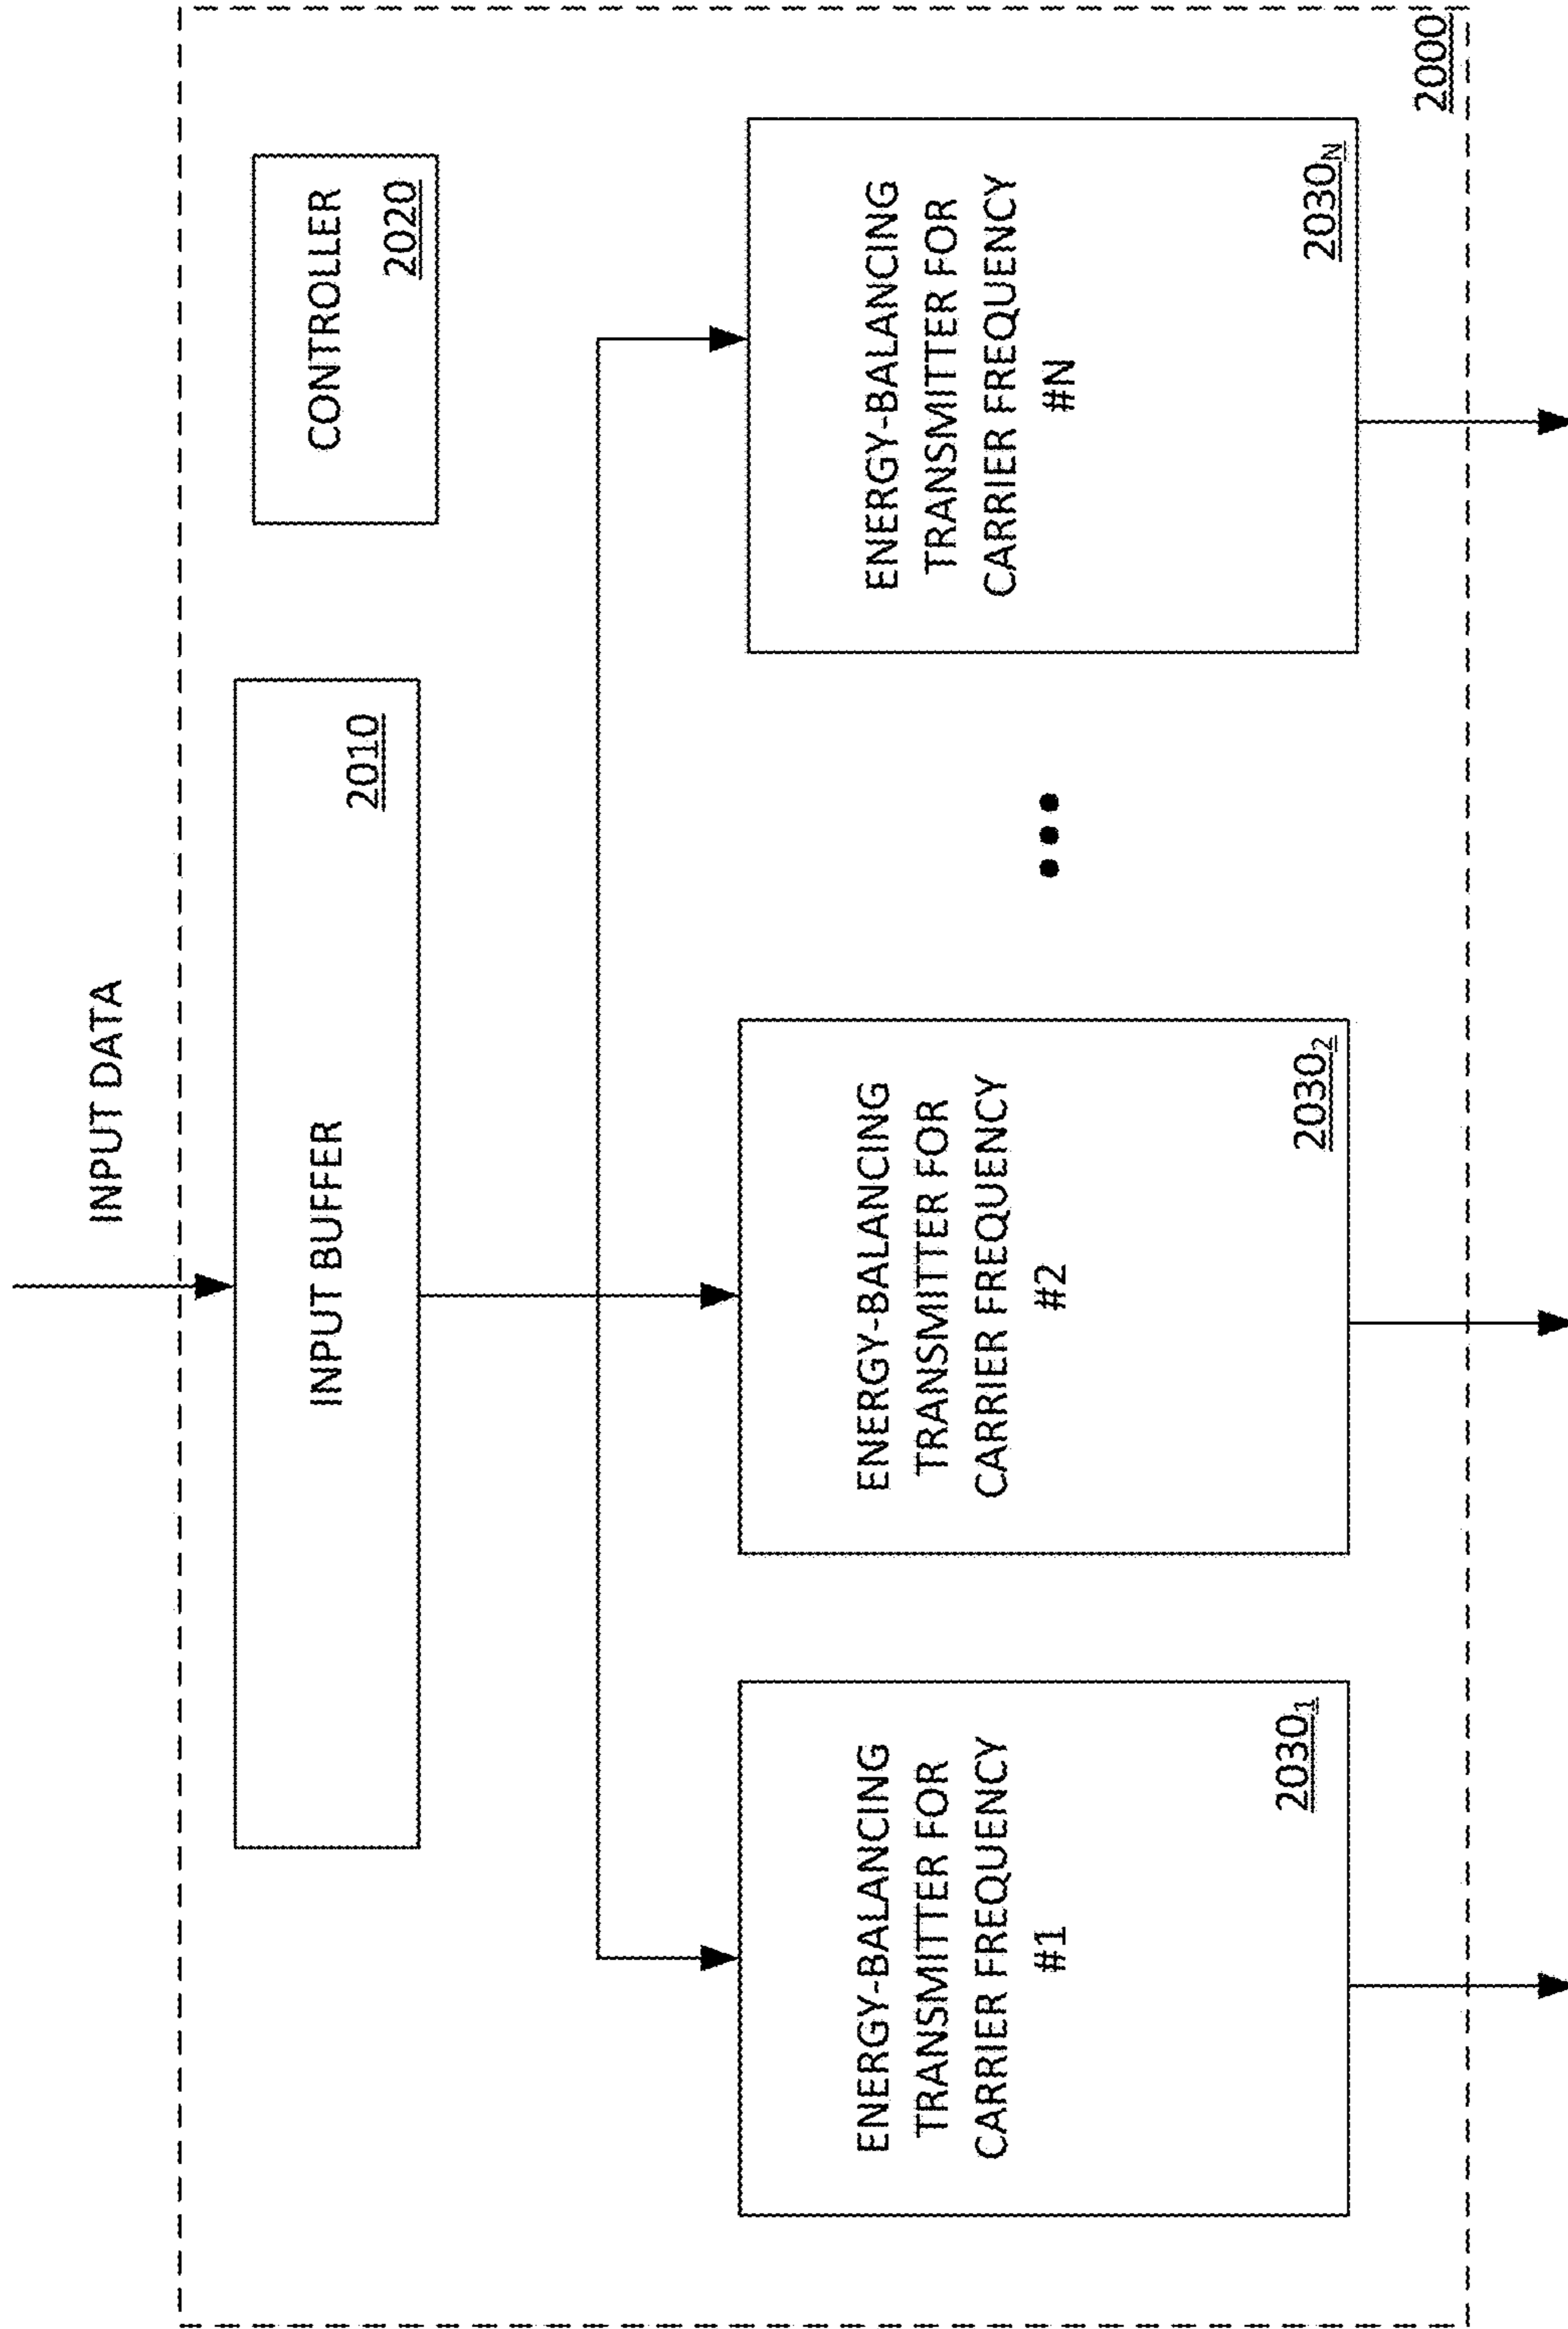 INPUT DATA
INPUT BUFFER
2010
CONTROLLER
2020
ENERGY-BALANCING
TRANSMITTER FOR
CARRIER FREQUENCY
#1
2030₁
ENERGY-BALANCING
TRANSMITTER FOR
CARRIER FREQUENCY
#2
2030₂
ENERGY-BALANCING
TRANSMITTER FOR
CARRIER FREQUENCY
#N
2030N
2000